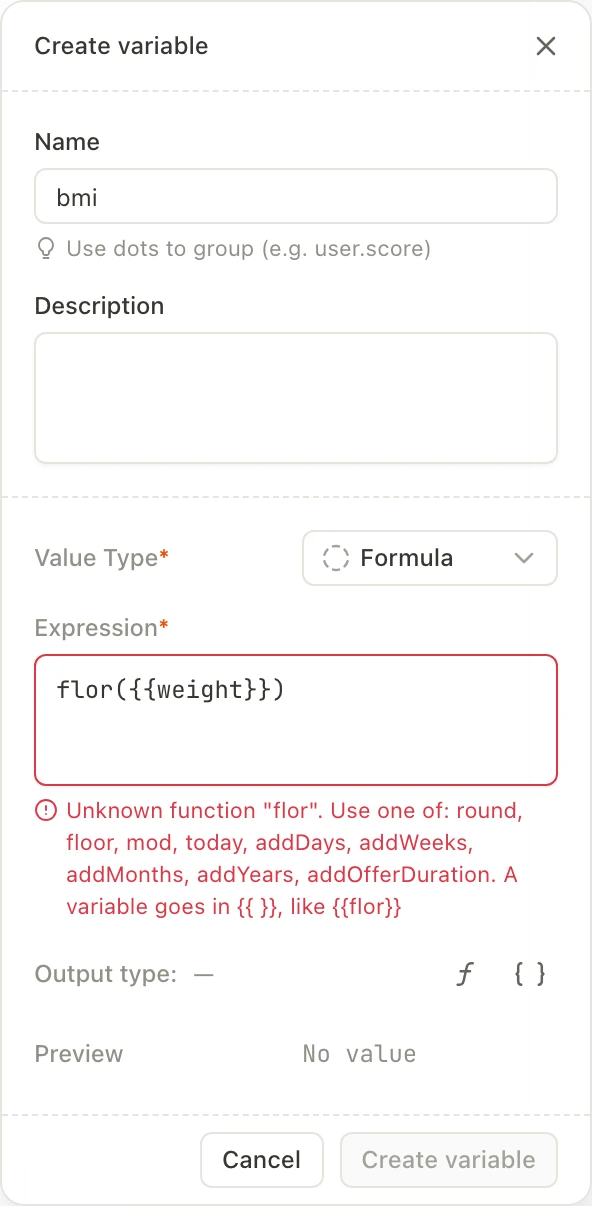 Create variable
Name
bmi
Use dots to group (e.g. user.score)
Description
Value Type*
Formula
Expression*
flor({{weight}})
Unknown function "flor". Use one of: round,
floor, mod, today, addDays, addWeeks,
addMonths, addYears, addOfferDuration. A
variable goes in {{ }}, like {{flor}}
Output type: —
ƒ { }
Preview
No value
Cancel
Create variable